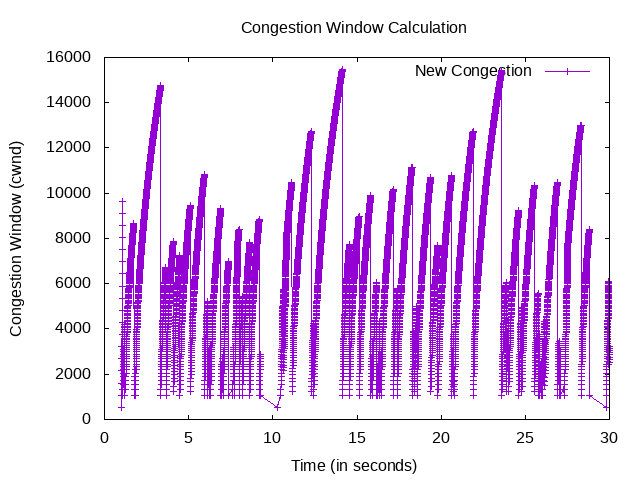 Congestion Window Calculation
16000
14000
12000
10000
8000
6000
4000
2000
0
Congestion Window (cwnd)
New Congestion
0 5 10 15 20 25 30
Time (in seconds)